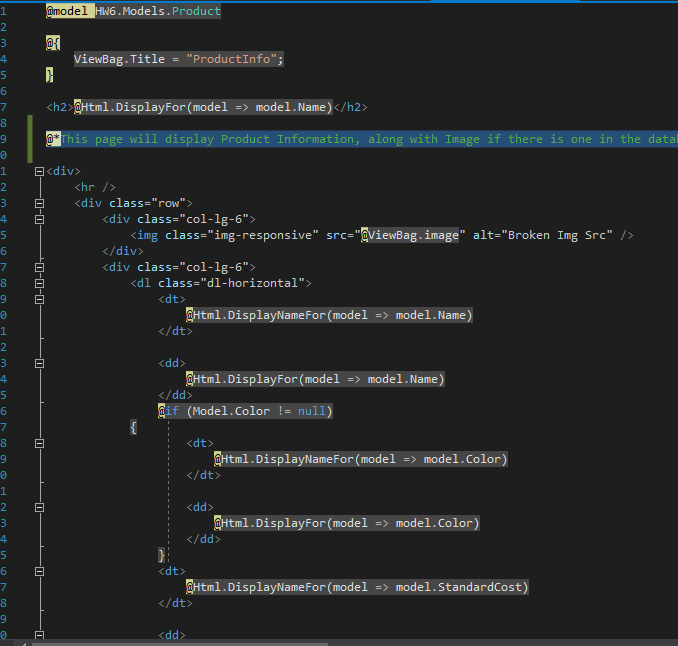 1 @model HW6.Models.Product
2
3 @{
4 ViewBag.Title = "ProductInfo";
5 }
6
7 <h2>@Html.DisplayFor(model => model.Name)</h2>
8
9 @*This page will display Product Information, along with Image if there is one in the data
0
1 <div>
2 <hr />
3 <div class="row">
4 <div class="col-lg-6">
5 <img class="img-responsive" src="@ViewBag.image" alt="Broken Img Src" />
6 </div>
7 <div class="col-lg-6">
8 <dl class="dl-horizontal">
9 <dt>
0 @Html.DisplayNameFor(model => model.Name)
1 </dt>
2
3 <dd>
4 @Html.DisplayFor(model => model.Name)
5 </dd>
6 @if (Model.Color != null)
7 {
8 <dt>
9 @Html.DisplayNameFor(model => model.Color)
0 </dt>
1
2 <dd>
3 @Html.DisplayFor(model => model.Color)
4 </dd>
5 }
6 <dt>
7 @Html.DisplayNameFor(model => model.StandardCost)
8 </dt>
9
0 <dd>